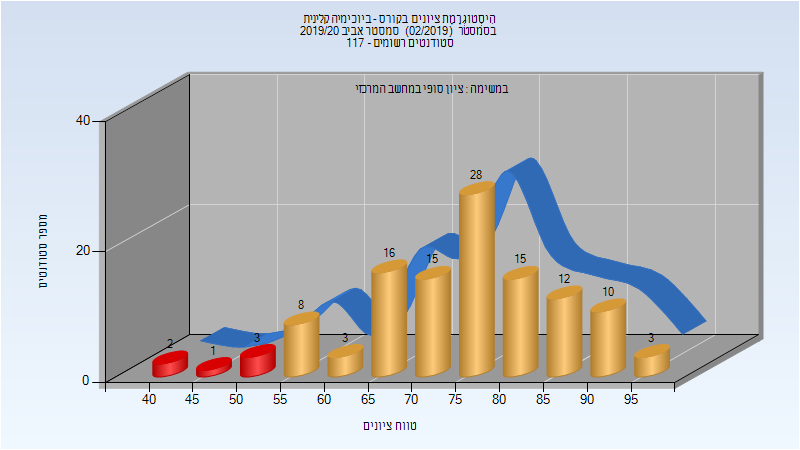 היסטוגרמת ציונים בקורס - ביוכימיה קלינית
בסמסטר (02/2019) סמסטר אביב 2019/20
סטודנטים רשומים - 117
במשימה : ציון סופי במחשב המרכזי
מספר סטודנטים
40
20
0
2
1
3
8
3
16
15
28
15
12
10
3
40 45 50 55 60 65 70 75 80 85 90 95
טווח ציונים